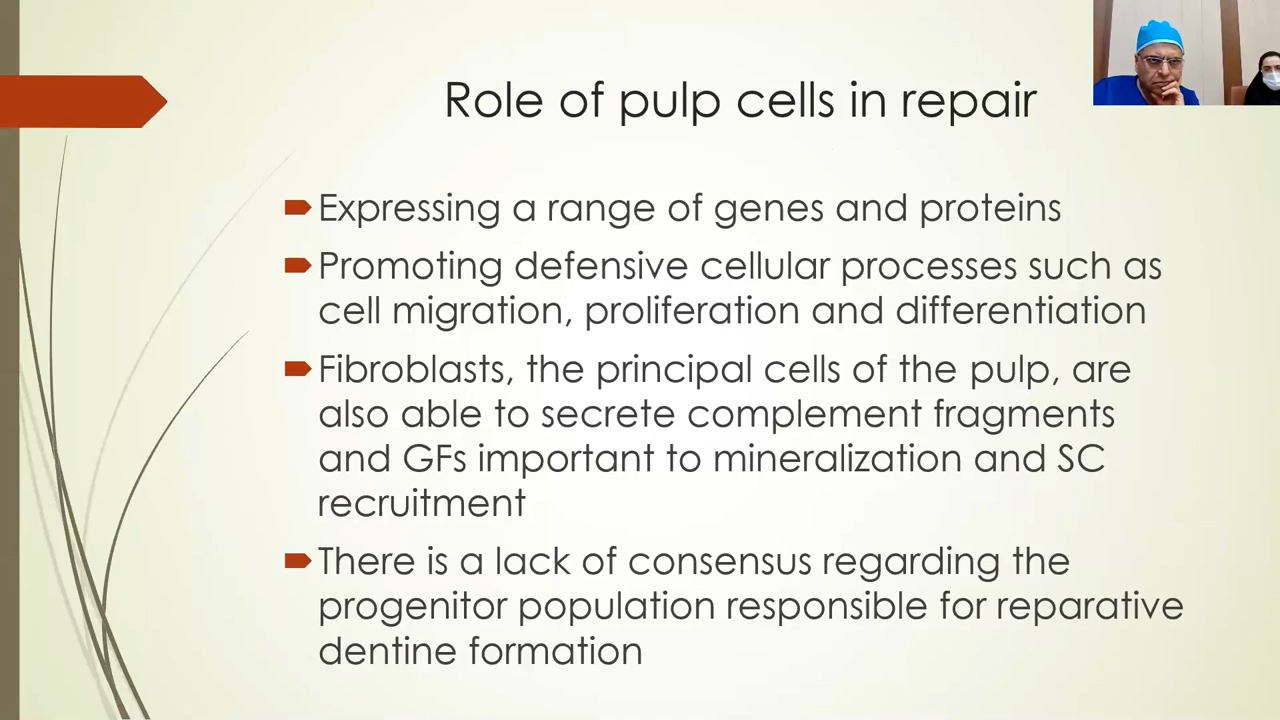 Role of pulp cells in repair
Expressing a range of genes and proteins
Promoting defensive cellular processes such as
cell migration, proliferation and differentiation
Fibroblasts, the principal cells of the pulp, are
also able to secrete complement fragments
and GFs important to mineralization and SC
recruitment
There is a lack of consensus regarding the
progenitor population responsible for reparative
dentine formation